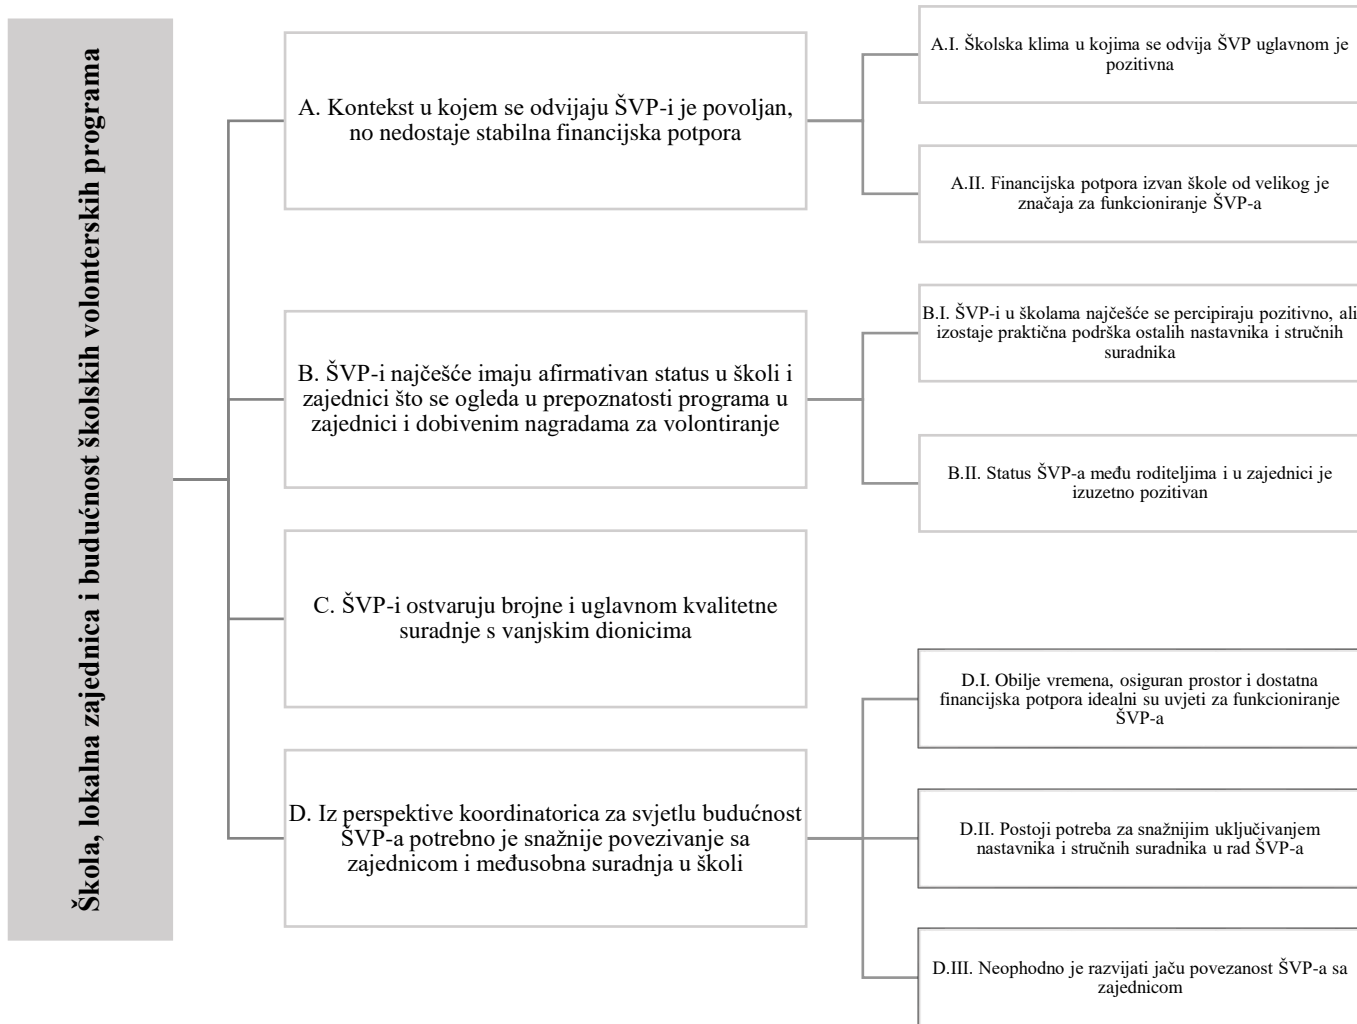 Škola, lokalna zajednica i budućnost školskih volonterskih programa
A. Kontekst u kojem se odvijaju ŠVP-i je povoljan,
no nedostaje stabilna financijska potpora
A.I. Školska klima u kojima se odvija ŠVP uglavnom je
pozitivna
A.II. Financijska potpora izvan škole od velikog je
značaja za funkcioniranje ŠVP-a
B. ŠVP-i najčešće imaju afirmativan status u školi i
zajednici što se ogleda u prepoznatosti programa u
zajednici i dobivenim nagradama za volontiranje
B.I. ŠVP-i u školama najčešće se percipiraju pozitivno, ali
izostaje praktična podrška ostalih nastavnika i stručnih
suradnika
B.II. Status ŠVP-a među roditeljima i u zajednici je
izuzetno pozitivan
C. ŠVP-i ostvaruju brojne i uglavnom kvalitetne
suradnje s vanjskim dionicima
D. Iz perspektive koordinatorica za svjetlu budućnost
ŠVP-a potrebno je snažnije povezivanje sa
zajednicom i međusobna suradnja u školi
D.I. Obilje vremena, osiguran prostor i dostatna
financijska potpora idealni su uvjeti za funkcioniranje
ŠVP-a
D.II. Postoji potreba za snažnijim uključivanjem
nastavnika i stručnih suradnika u rad ŠVP-a
D.III. Neophodno je razvijati jaču povezanost ŠVP-a sa
zajednicom